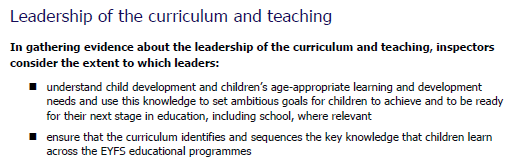 Leadership of the curriculum and teaching
In gathering evidence about the leadership of the curriculum and teaching, inspectors
consider the extent to which leaders:
■ understand child development and children's age-appropriate learning and development
needs and use this knowledge to set ambitious goals for children to achieve and to be ready
for their next stage in education, including school, where relevant
■ ensure that the curriculum identifies and sequences the key knowledge that children learn
across the EYFS educational programmes